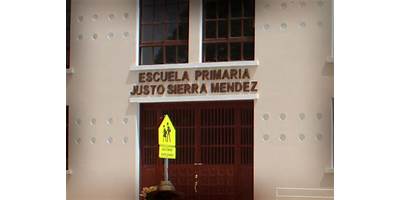 ESCUELA PRIMARIA
JUSTO SIERRA MENDEZ